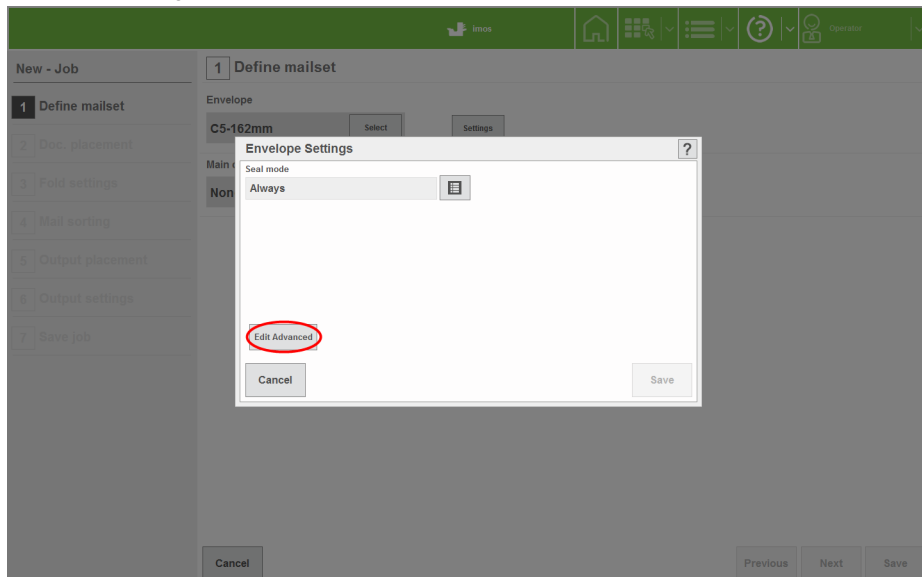 imos
Operator
New - Job
1 Define mailset
1 Define mailset
2 Doc. placement
3 Fold settings
4 Mail sorting
5 Output placement
6 Output settings
7 Save job
Envelope
C5-162mm
Select
Settings
Main
Non
Envelope Settings
?
Seal mode
Always
Edit Advanced
Cancel
Save
Cancel
Previous
Next
Save